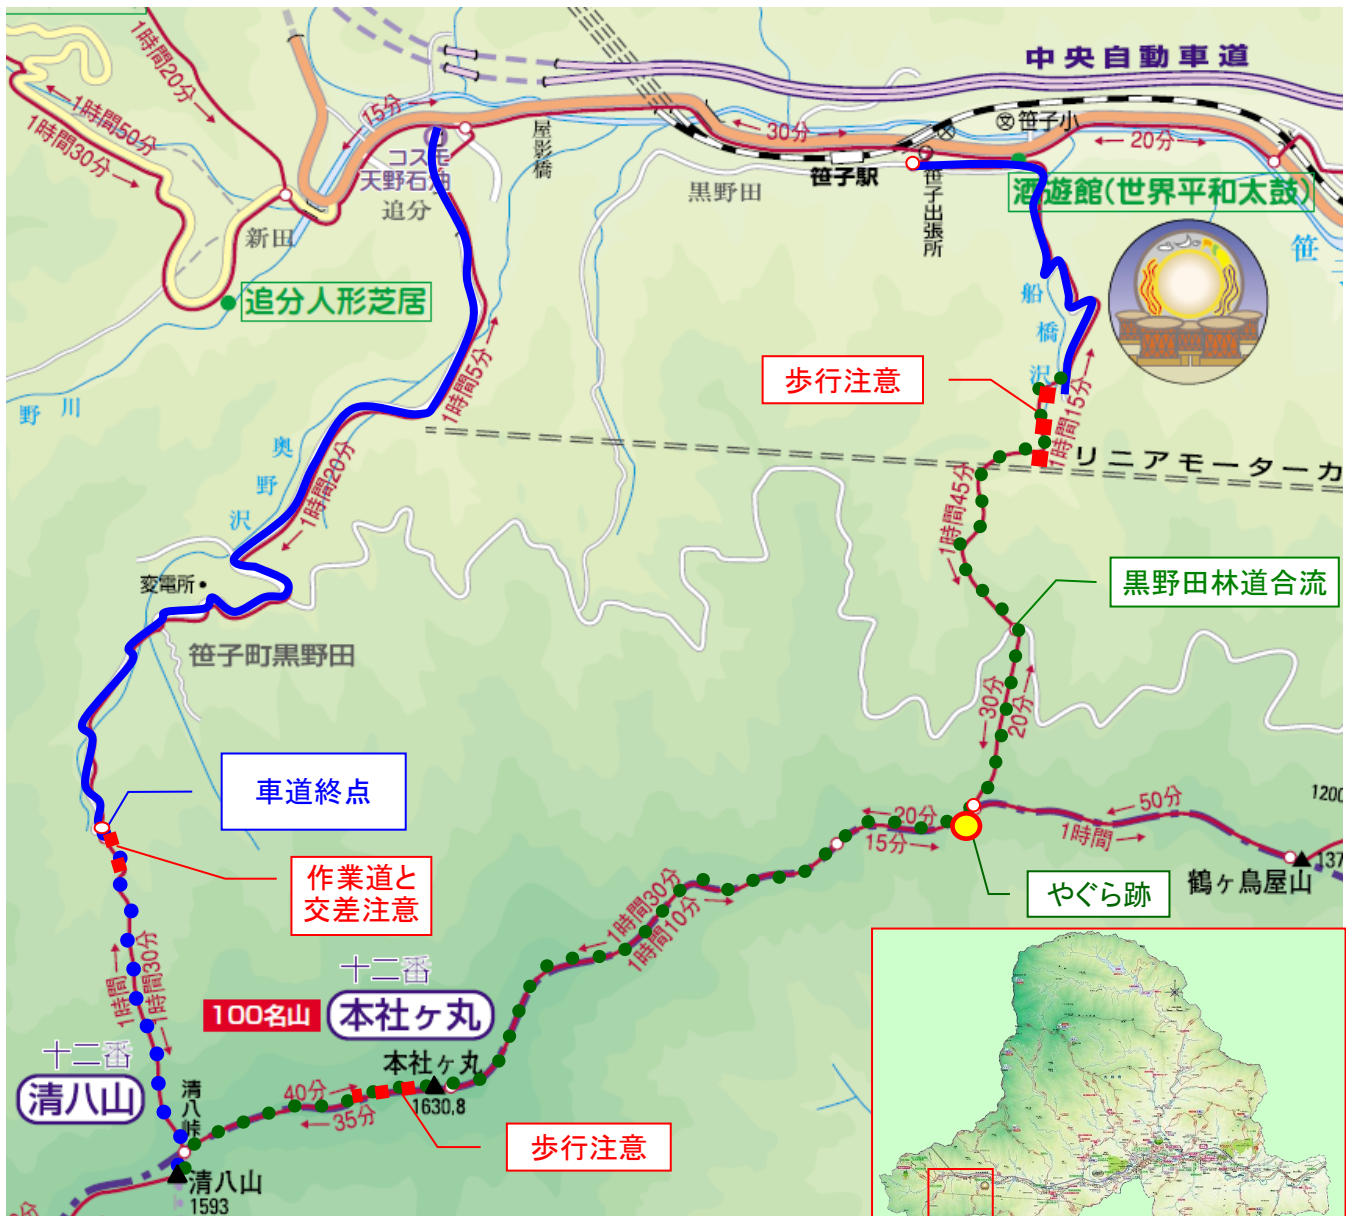 中央自動車道
1時間20分
1時間50分
1時間30分
15分
30分
20分
文
笹子小
コスモ
天野石油
追分
屋影橋
黒野田
笹子駅
笹子出張所
酒遊館(世界平和太鼓)
笹
新田
追分人形芝居
野川
船橋沢
歩行注意
1時間5分
1時間15分
リニアモーターカ
奥野沢
1時間20分
1時間45分
変電所
黒野田林道合流
笹子町黒野田
30分
20分
車道終点
1200
50分
1時間
20分
15分
137
鶴ヶ鳥屋山
作業道と
交差注意
やぐら跡
1時間30分
1時間10分
1時間
1時間30分
十二番
100名山
本社ヶ丸
本社ヶ丸
1630.8
十二番
清八山
清八峠
40分
35分
歩行注意
清八山
1593